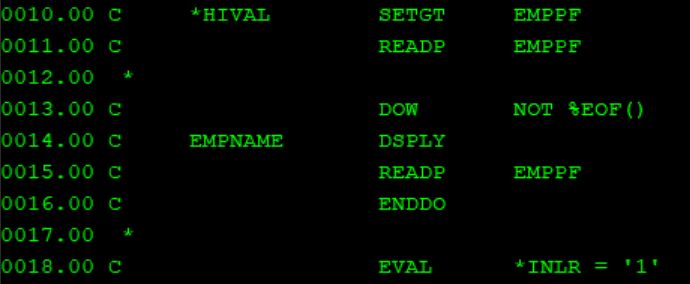 0010.00 C      *HIVAL        SETGT     EMPPF
0011.00 C                    READP     EMPPF
0012.00  *
0013.00 C                    DOW       NOT %EOF()
0014.00 C      EMPNAME       DSPLY
0015.00 C                    READP     EMPPF
0016.00 C                    ENDDO
0017.00  *
0018.00 C                    EVAL      *INLR = '1'